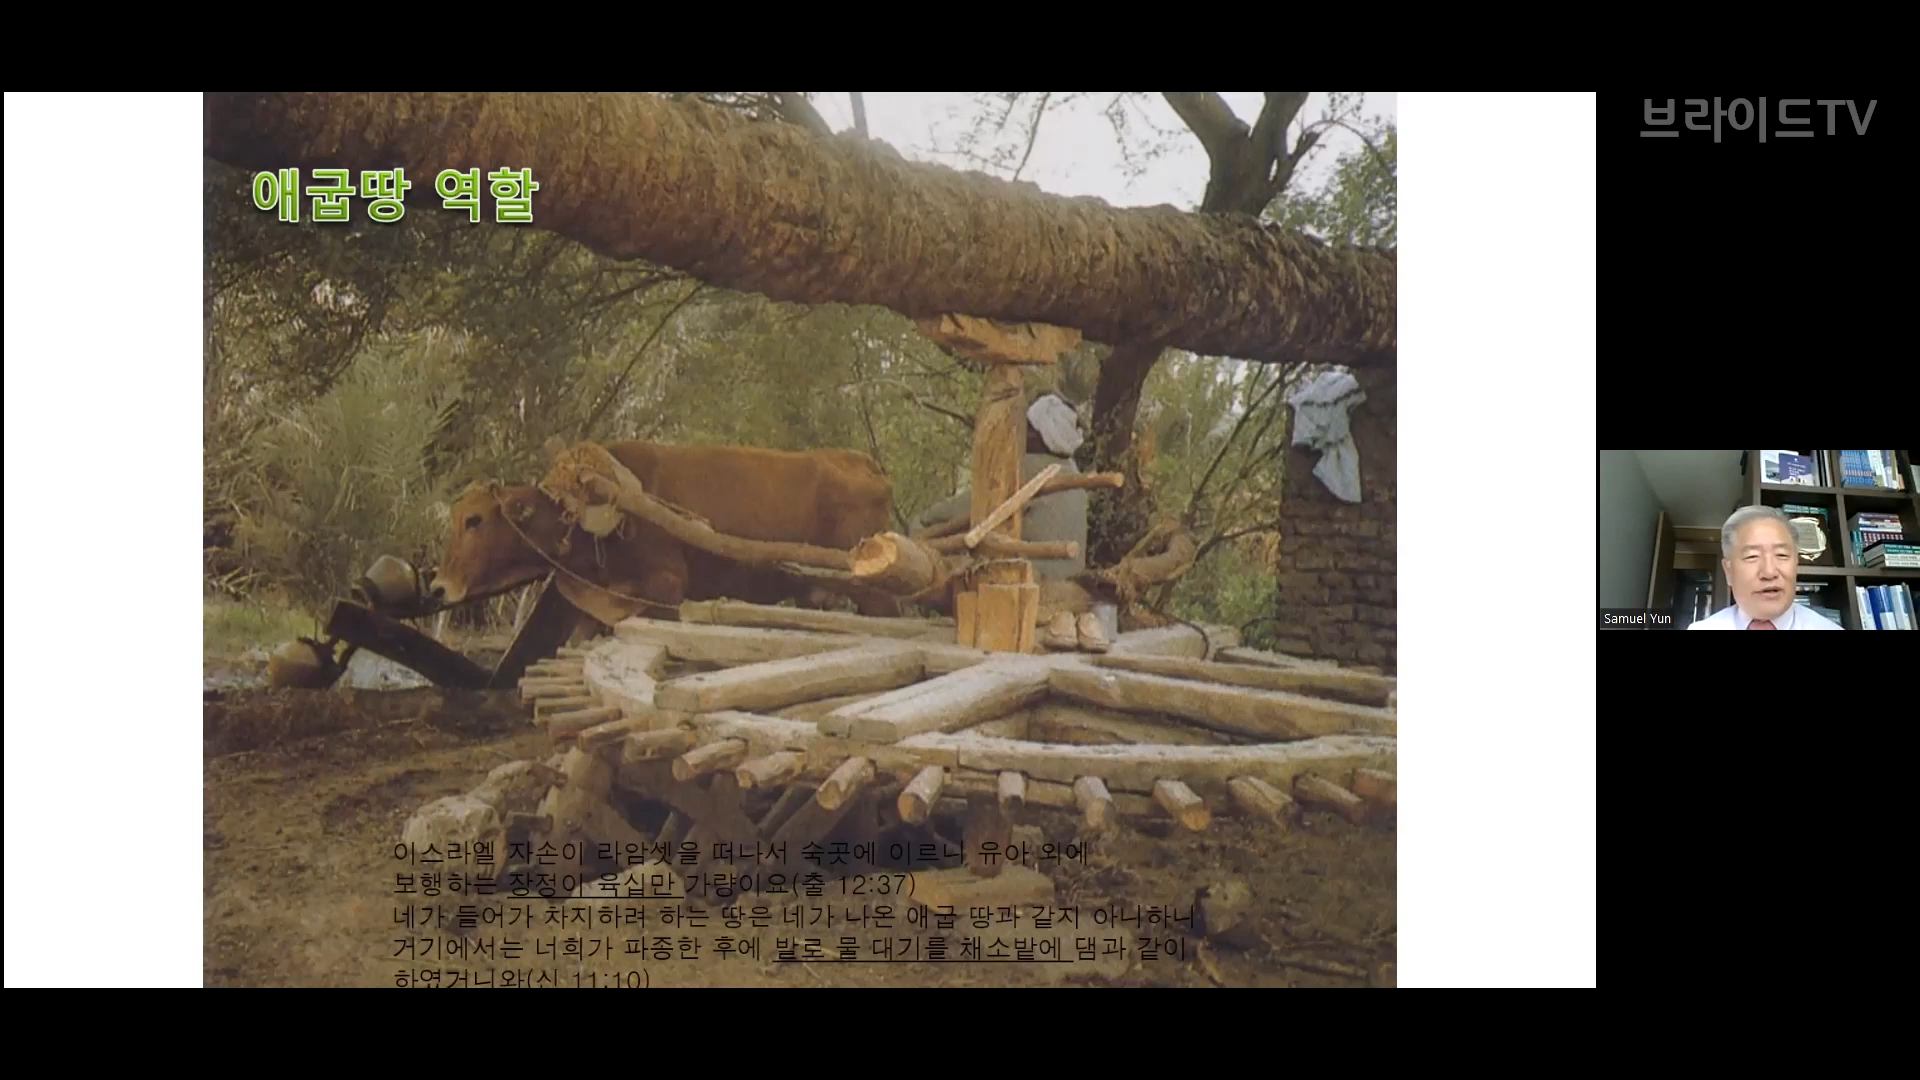 브라이드TV
애굽땅 역할
이스라엘 자손이 라암셋을 떠나서 숙곳에 이르니 유아 외에
보행하는 장정이 육십만 가량이요(출 12:37)
네가 들어가 차지하려 하는 땅은 네가 나온 애굽 땅과 같지 아니하니
거기에서는 너희가 파종한 후에 발로 물 대기를 채소밭에 댐과 같이
하였거니와(신 11:10)
Samuel Yun